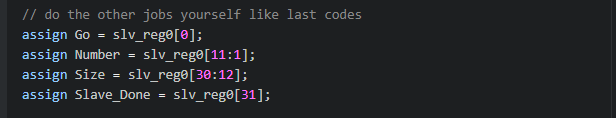 // do the other jobs yourself like last codes
assign Go = slv_reg0[0];
assign Number = slv_reg0[11:1];
assign Size = slv_reg0[30:12];
assign Slave_Done = slv_reg0[31];